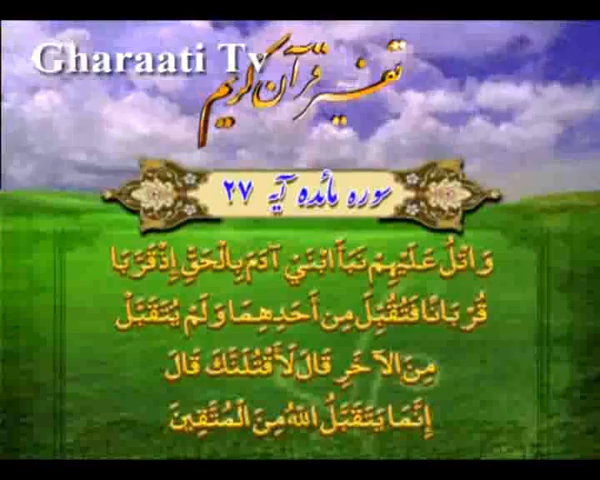 Gharaati Tv
تفسیر قرآن کریم
سوره مائده آیه ۲۷
وَاتْلُ عَلَيْهِمْ نَبَأَ ابْنَيْ آدَمَ بِالْحَقِّ إِذْ قَرَّبَا
قُرْبَانًا فَتُقُبِّلَ مِن أَحَدِهِمَا وَلَمْ يُتَقَبَّلْ
مِنَ الْآخَرِ قَالَ لَأَقْتُلَنَّكَ قَالَ
إِنَّمَا يَتَقَبَّلُ اللهُ مِنَ الْمُتَّقِينَ